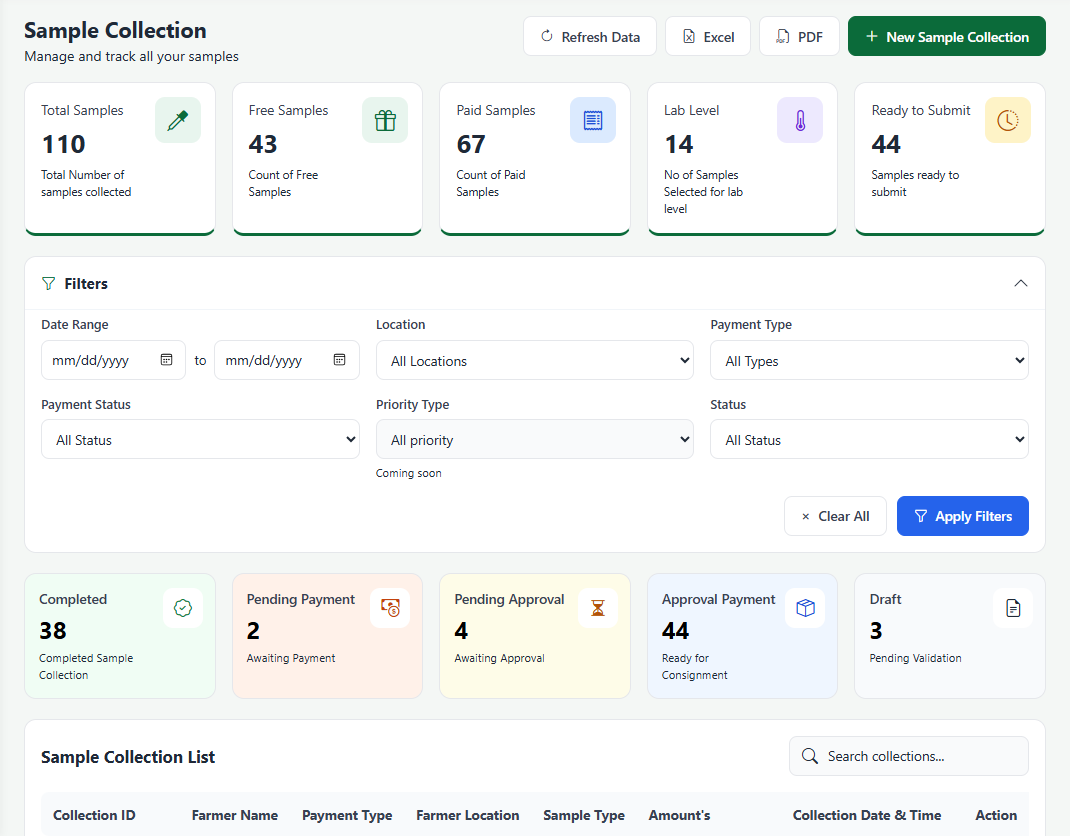 Sample Collection
Manage and track all your samples
Refresh Data
Excel
PDF
New Sample Collection
Total Samples
110
Total Number of
samples collected
Free Samples
43
Count of Free
Samples
Paid Samples
67
Count of Paid
Samples
Lab Level
14
No of Samples
Selected for lab
level
Ready to Submit
44
Samples ready to
submit
Filters
Date Range
mm/dd/yyyy to mm/dd/yyyy
Location
All Locations
Payment Type
All Types
Payment Status
All Status
Priority Type
All priority
Coming soon
Status
All Status
Clear All
Apply Filters
Completed
38
Completed Sample
Collection
Pending Payment
2
Awaiting Payment
Pending Approval
4
Awaiting Approval
Approval Payment
44
Ready for
Consignment
Draft
3
Pending Validation
Sample Collection List
Search collections...
Collection ID Farmer Name Payment Type Farmer Location Sample Type Amount's Collection Date & Time Action